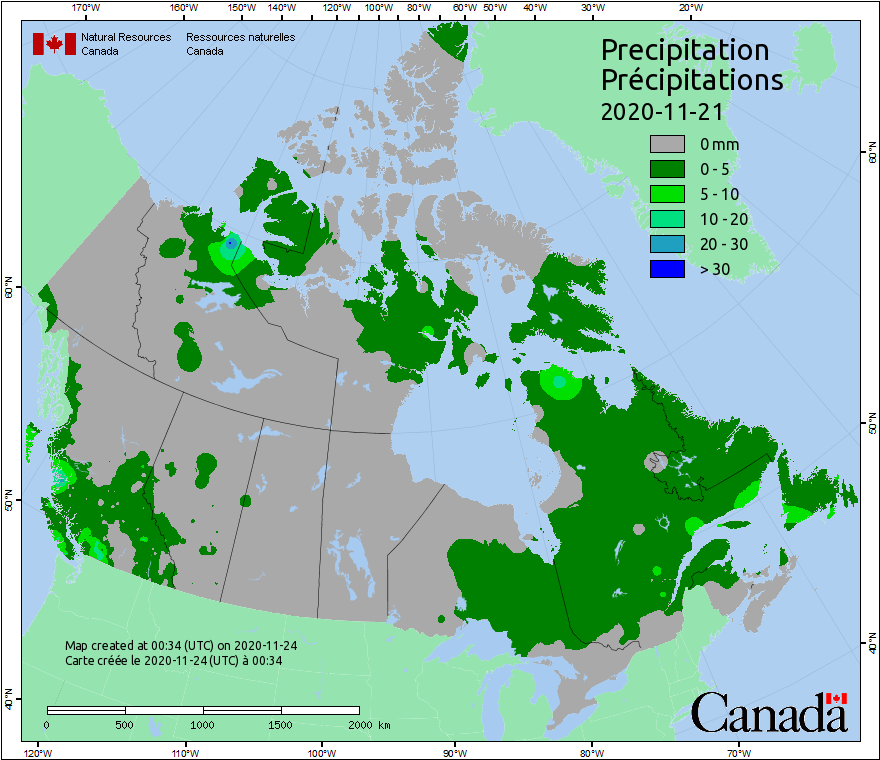 170°W 160°W 150°W 140°W 120°W 100°W 80°W 60°W 50°W 40°W 30°W 20°W
Natural Resources Ressources naturelles
Canada Canada
Precipitation
Précipitations
2020-11-21
0 mm
0 - 5
5 - 10
10 - 20
20 - 30
> 30
60°N
60°N
50°N
50°N
40°N
40°N
Map created at 00:34 (UTC) on 2020-11-24
Carte créée le 2020-11-24 (UTC) à 00:34
0 500 1000 1500 2000 km
Canada
120°W 110°W 100°W 90°W 80°W 70°W